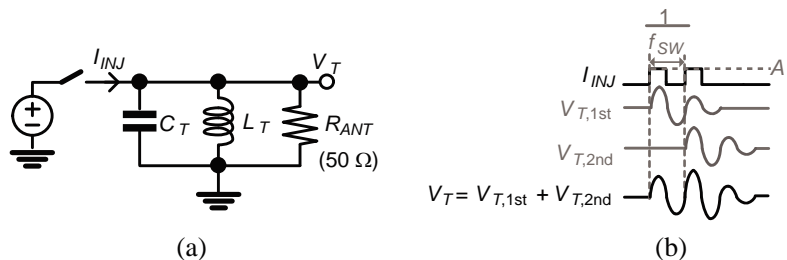 I_INJ
V_T
+
−
C_T
L_T
R_ANT
(50 Ω)
(a)
1
f_SW
I_INJ
A
V_T,1st
V_T,2nd
V_T = V_T,1st + V_T,2nd
(b)